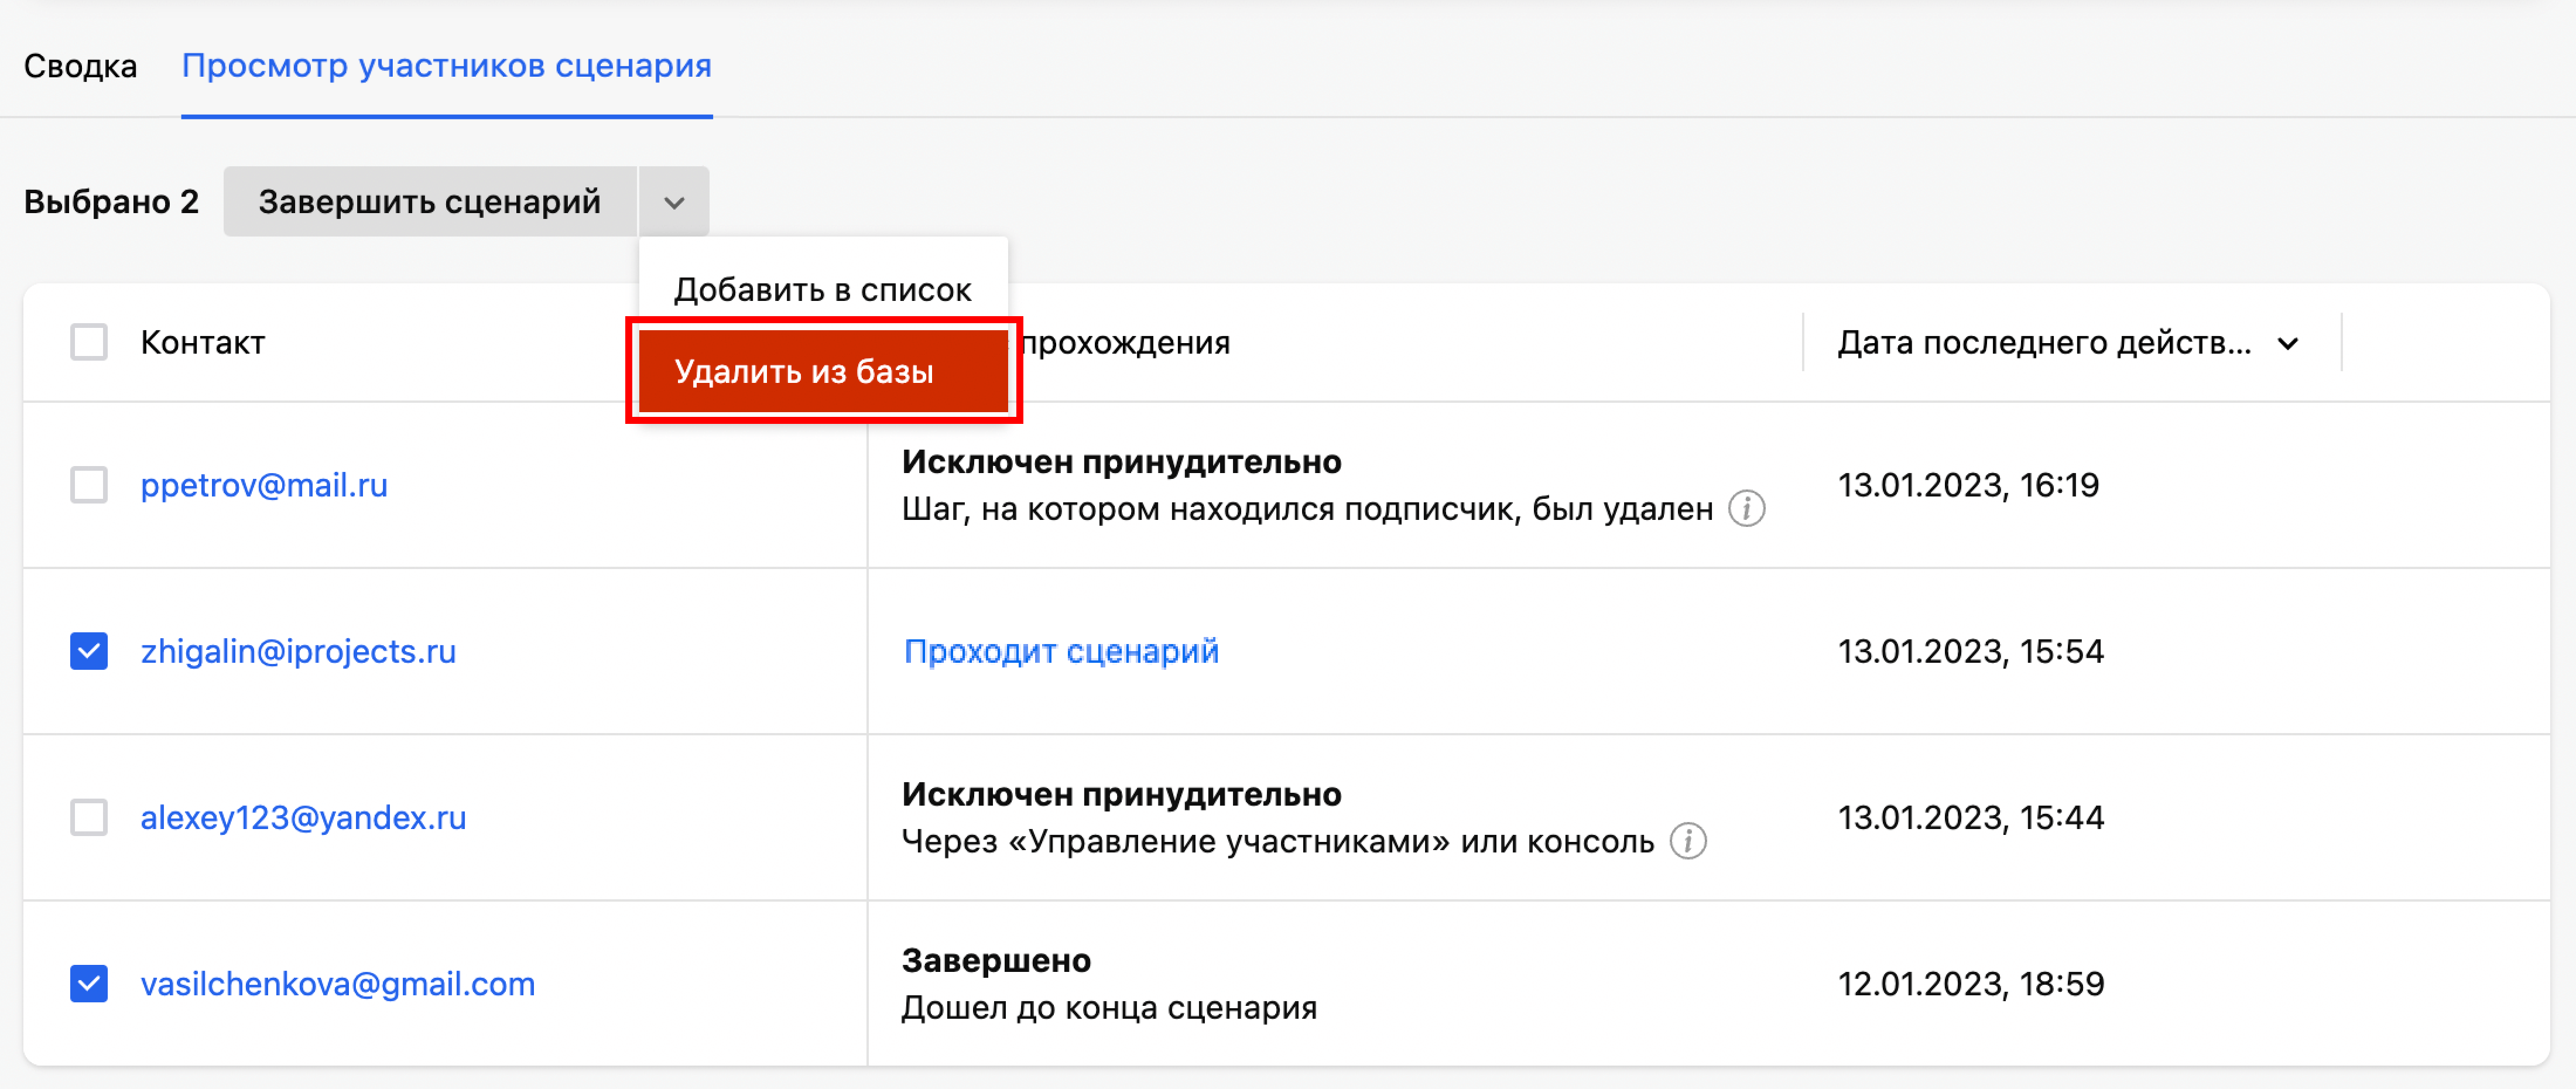 Сводка Просмотр участников сценария
Выбрано 2 Завершить сценарий
Добавить в список
Удалить из базы
Контакт прохождения Дата последнего действ...
ppetrov@mail.ru
Исключен принудительно
Шаг, на котором находился подписчик, был удален
13.01.2023, 16:19
zhigalin@iprojects.ru
Проходит сценарий
13.01.2023, 15:54
alexey123@yandex.ru
Исключен принудительно
Через «Управление участниками» или консоль
13.01.2023, 15:44
vasilchenkova@gmail.com
Завершено
Дошел до конца сценария
12.01.2023, 18:59